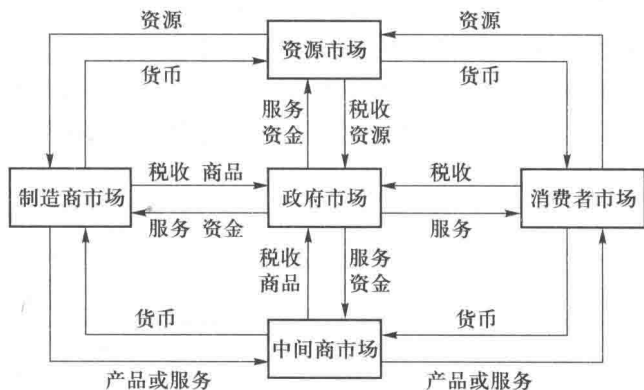 资源
资源
资源市场
货币
货币
服务
资金
税收
资源
税收 商品
税收
制造商市场
政府市场
消费者市场
服务 资金
服务
税收
商品
服务
资金
货币
货币
中间商市场
产品或服务
产品或服务